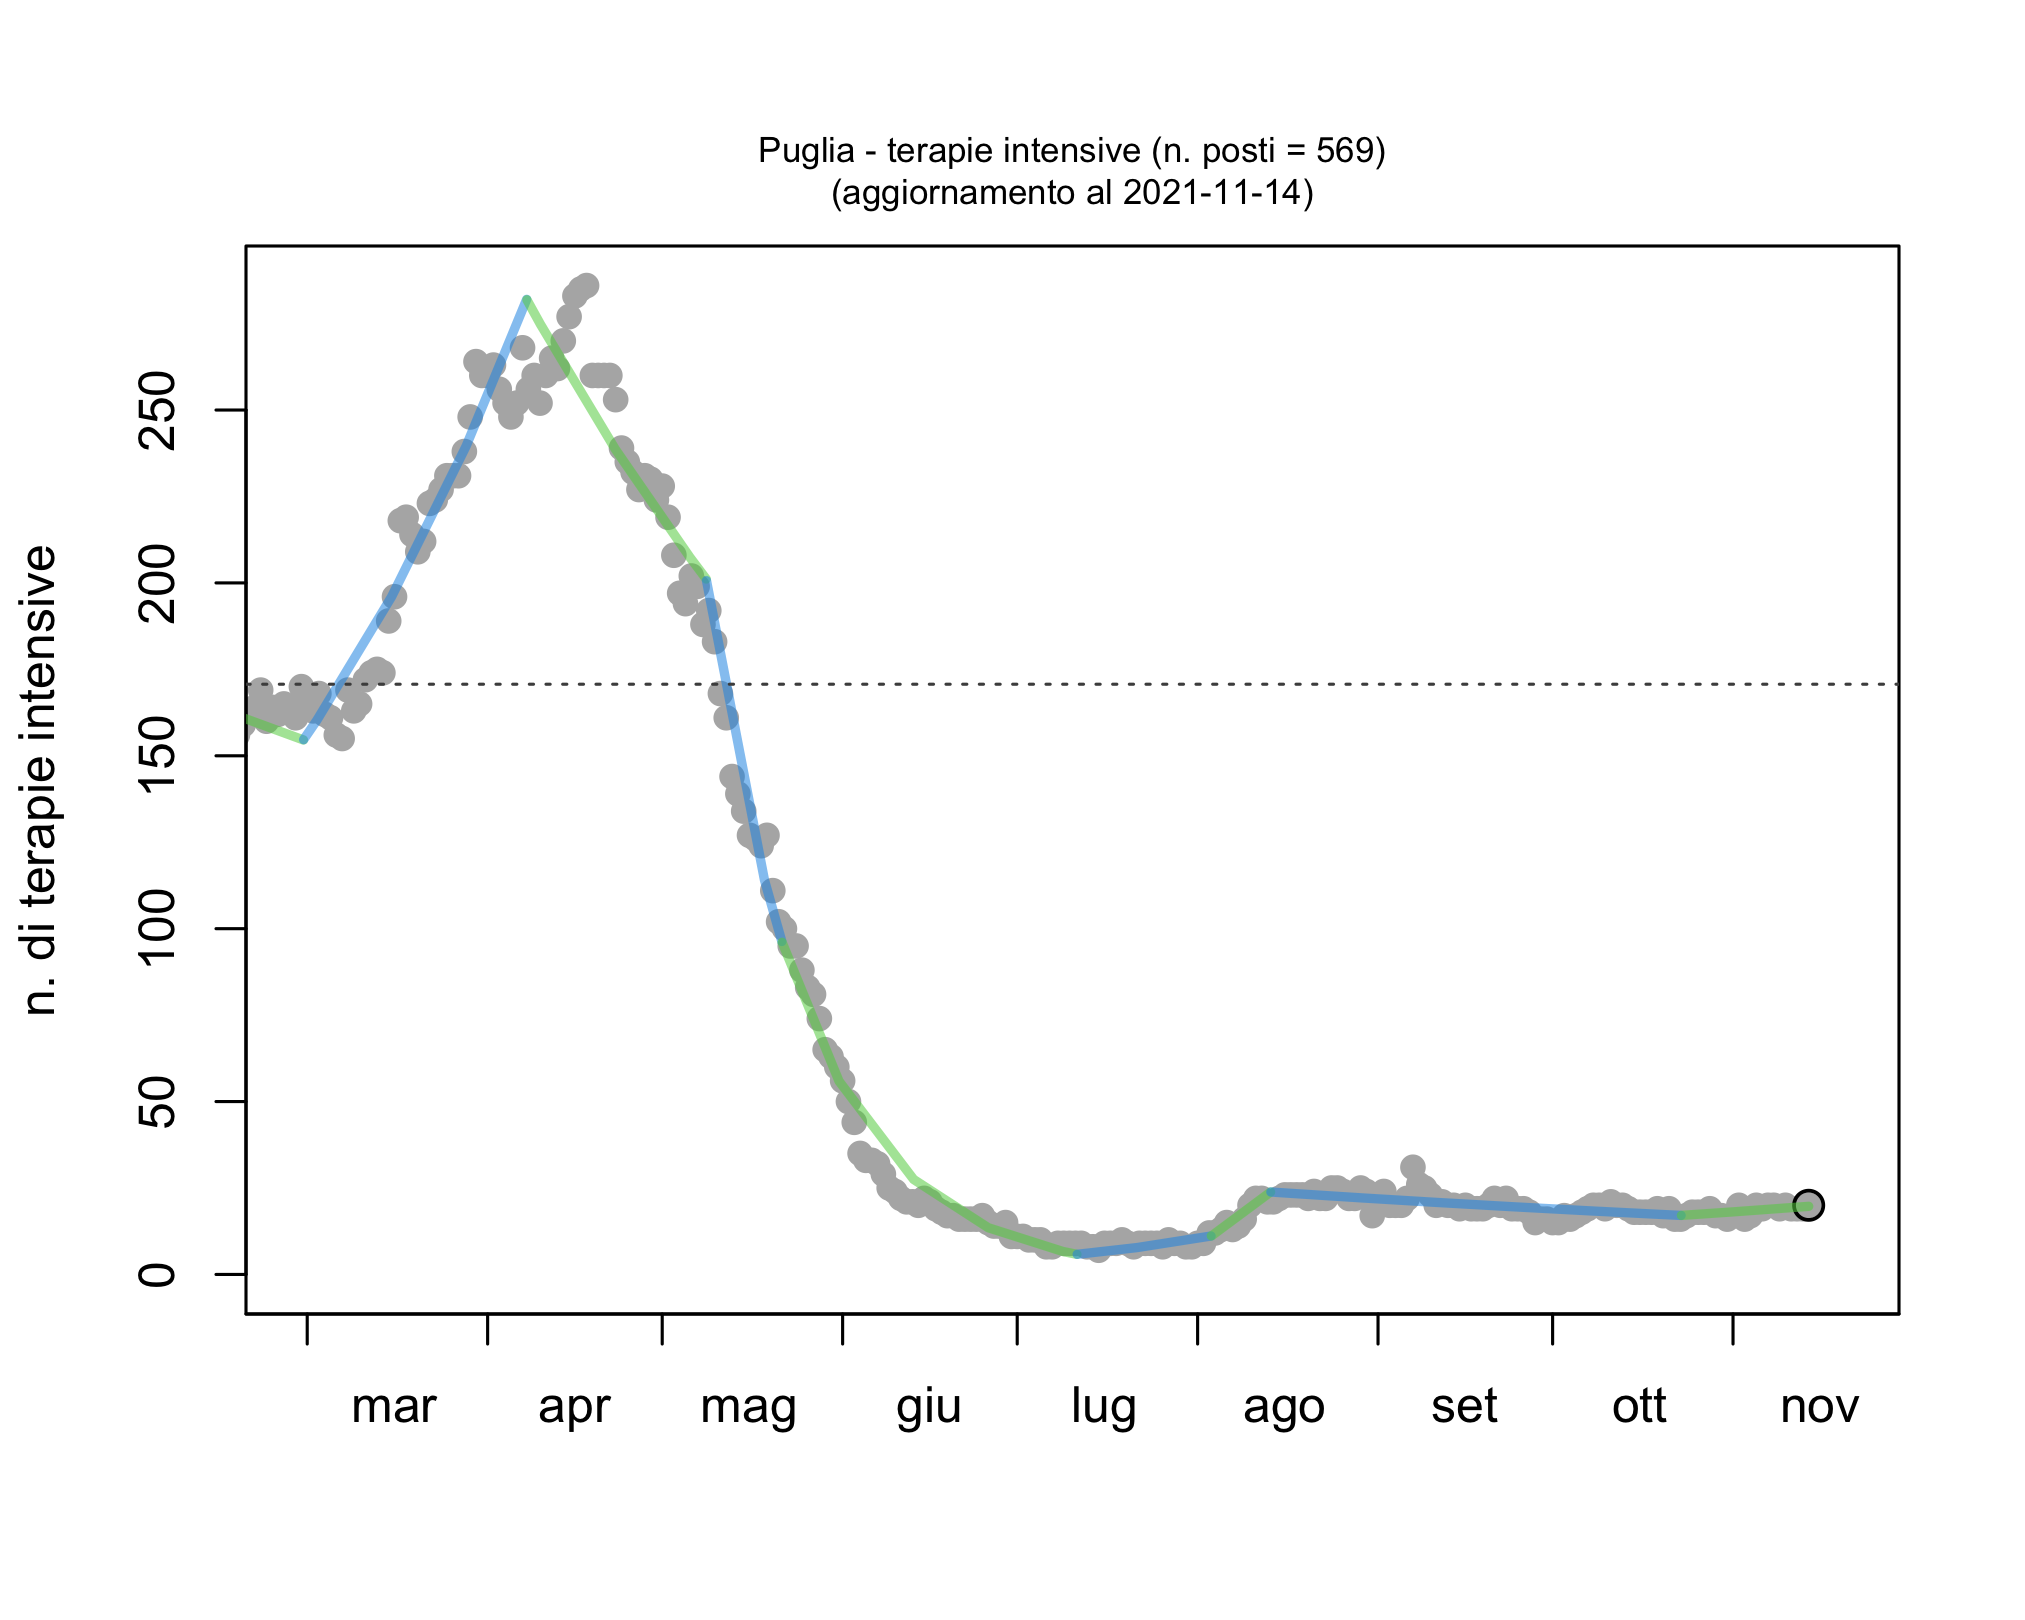 Puglia - terapie intensive (n. posti = 569)
(aggiornamento al 2021-11-14)
n. di terapie intensive
250
200
150
100
50
0
mar apr mag giu lug ago set ott nov